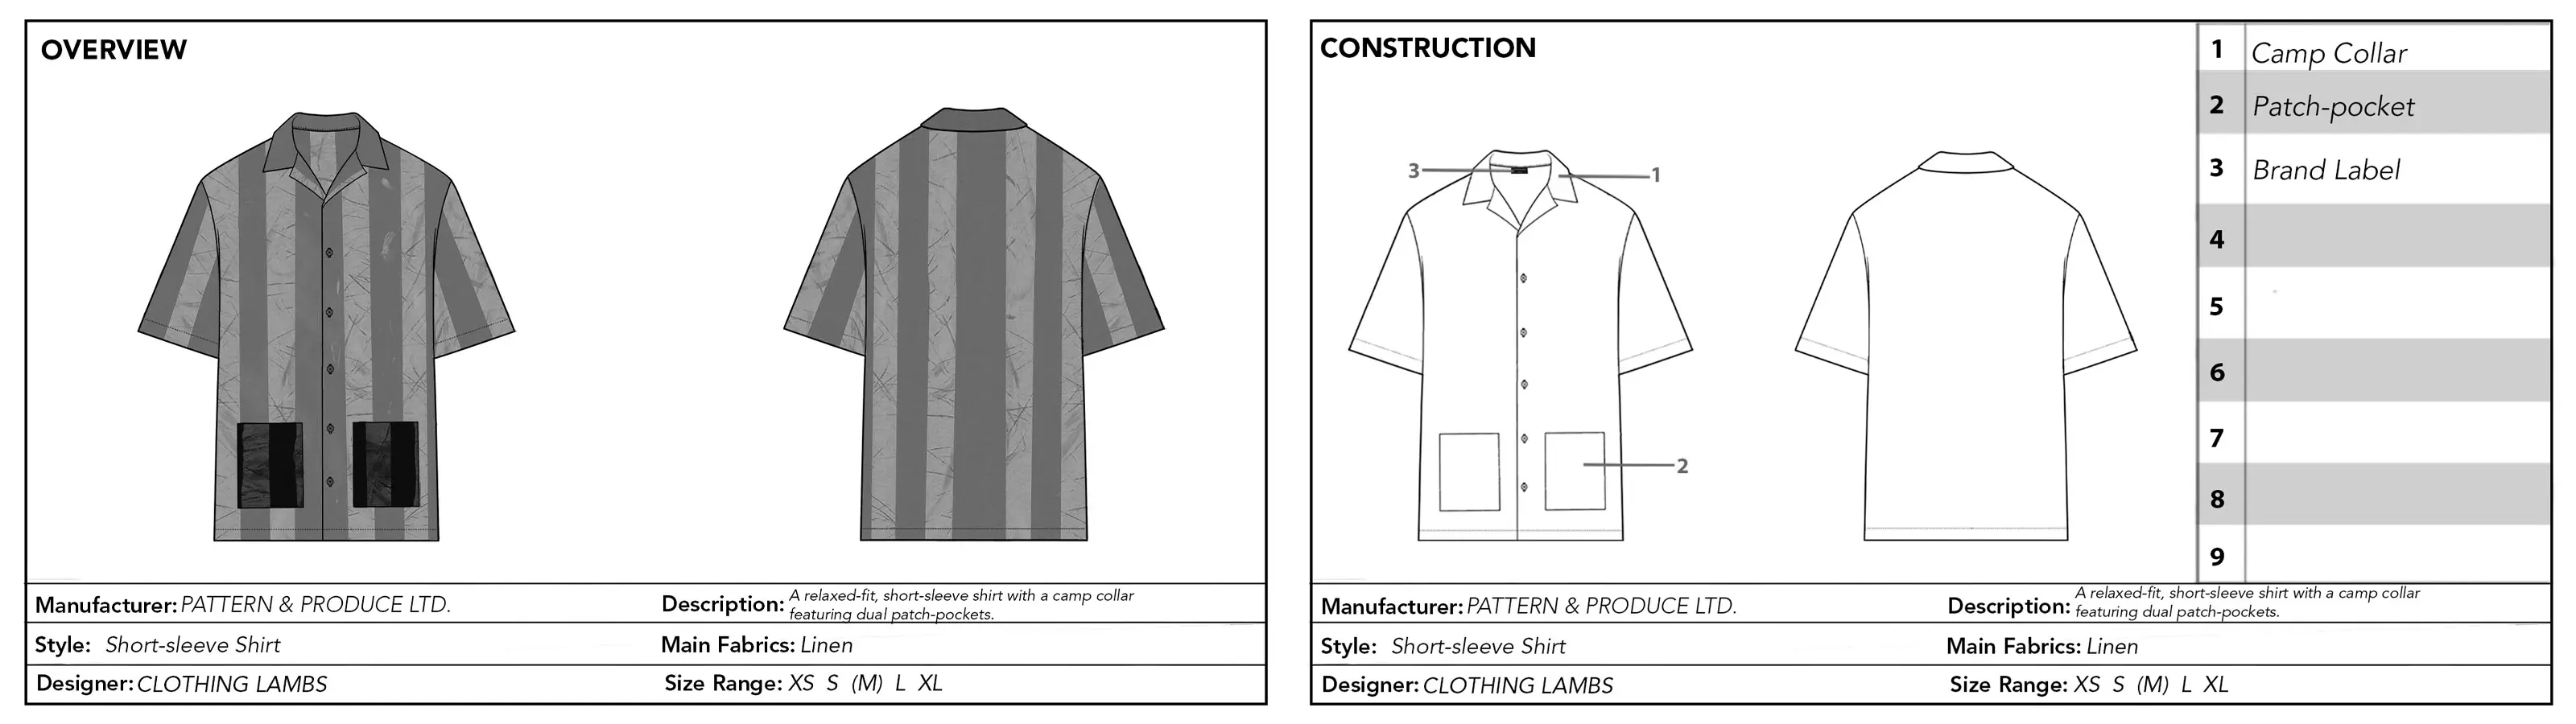 OVERVIEW
Manufacturer: PATTERN & PRODUCE LTD.
Description: A relaxed-fit, short-sleeve shirt with a camp collar
featuring dual patch-pockets.
Style: Short-sleeve Shirt
Main Fabrics: Linen
Designer: CLOTHING LAMBS
Size Range: XS S (M) L XL
CONSTRUCTION
3
1
2
1 Camp Collar
2 Patch-pocket
3 Brand Label
4
5
6
7
8
9
Manufacturer: PATTERN & PRODUCE LTD.
Description: A relaxed-fit, short-sleeve shirt with a camp collar
featuring dual patch-pockets.
Style: Short-sleeve Shirt
Main Fabrics: Linen
Designer: CLOTHING LAMBS
Size Range: XS S (M) L XL